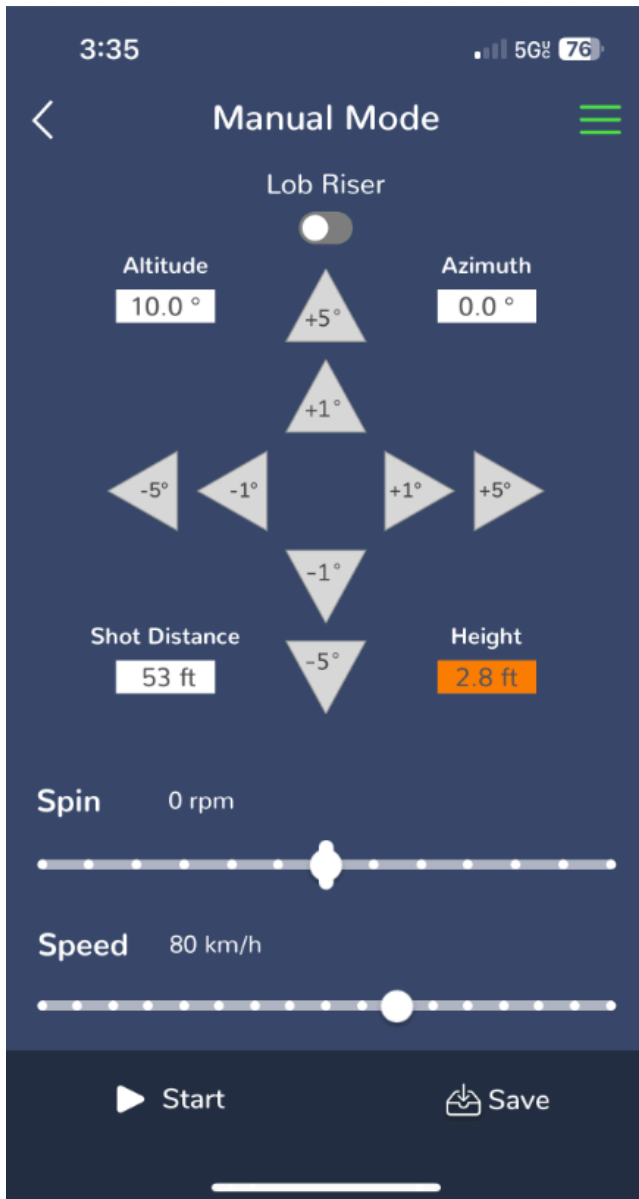 3:35 5GUC 76
Manual Mode
Lob Riser
Altitude Azimuth
10.0 ° 0.0 °
+5°
+1°
-5° -1° +1° +5°
-1°
Shot Distance Height
-5°
53 ft 2.8 ft
Spin 0 rpm
Speed 80 km/h
Start Save